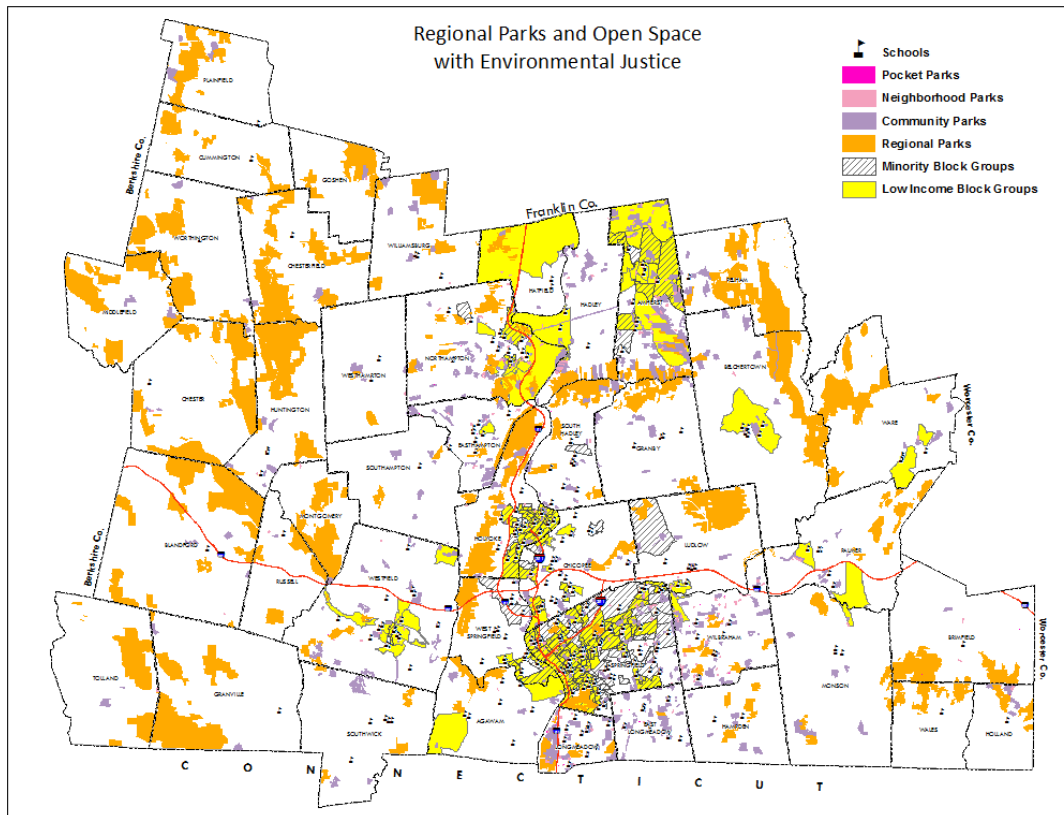 Regional Parks and Open Space
with Environmental Justice
Schools
Pocket Parks
Neighborhood Parks
Community Parks
Regional Parks
Minority Block Groups
Low Income Block Groups
PLAINFIELD
Berkshire Co.
CUMMINGTON
GOSHEN
Franklin Co.
WORTHINGTON
CHESTERFIELD
WILLIAMSBURG
HATFIELD
HADLEY
AMHERST
PELHAM
MIDDLEFIELD
NORTHAMPTON
WESTHAMPTON
BELCHERTOWN
CHESTER
HUNTINGTON
EASTHAMPTON
SOUTH
HADLEY
GRANBY
WARE
Worcester Co.
SOUTHAMPTON
MONTGOMERY
HOLYOKE
CHICOPEE
LUDLOW
PALMER
BLANDFORD
RUSSELL
WESTFIELD
Berkshire Co.
WEST
SPRINGFIELD
SPRINGFIELD
WILBRAHAM
BRIMFIELD
Worcester Co.
TOLLAND
GRANVILLE
SOUTHWICK
AGAWAM
LONGMEADOW
EAST
LONGMEADOW
HAMPDEN
MONSON
WALES
HOLLAND
CONNECTICUT